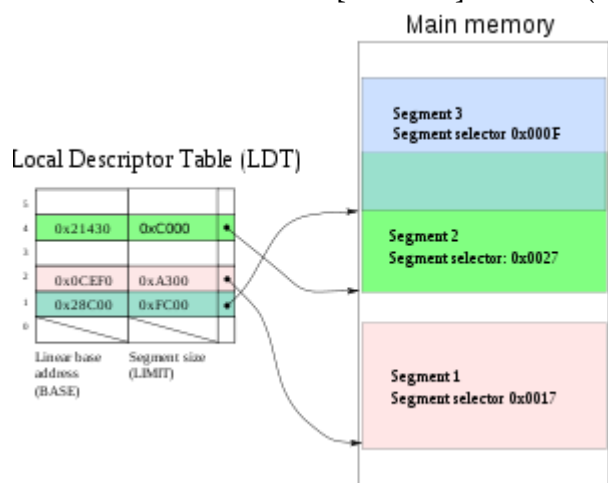 Main memory
Segment 3
Segment selector 0x000F
Local Descriptor Table (LDT)
5
4 0x21430 0xC000
3
2 0x0CEF0 0xA300
1 0x28C00 0xFC00
0
Linear base
address
(BASE)
Segment size
(LIMIT)
Segment 2
Segment selector: 0x0027
Segment 1
Segment selector 0x0017